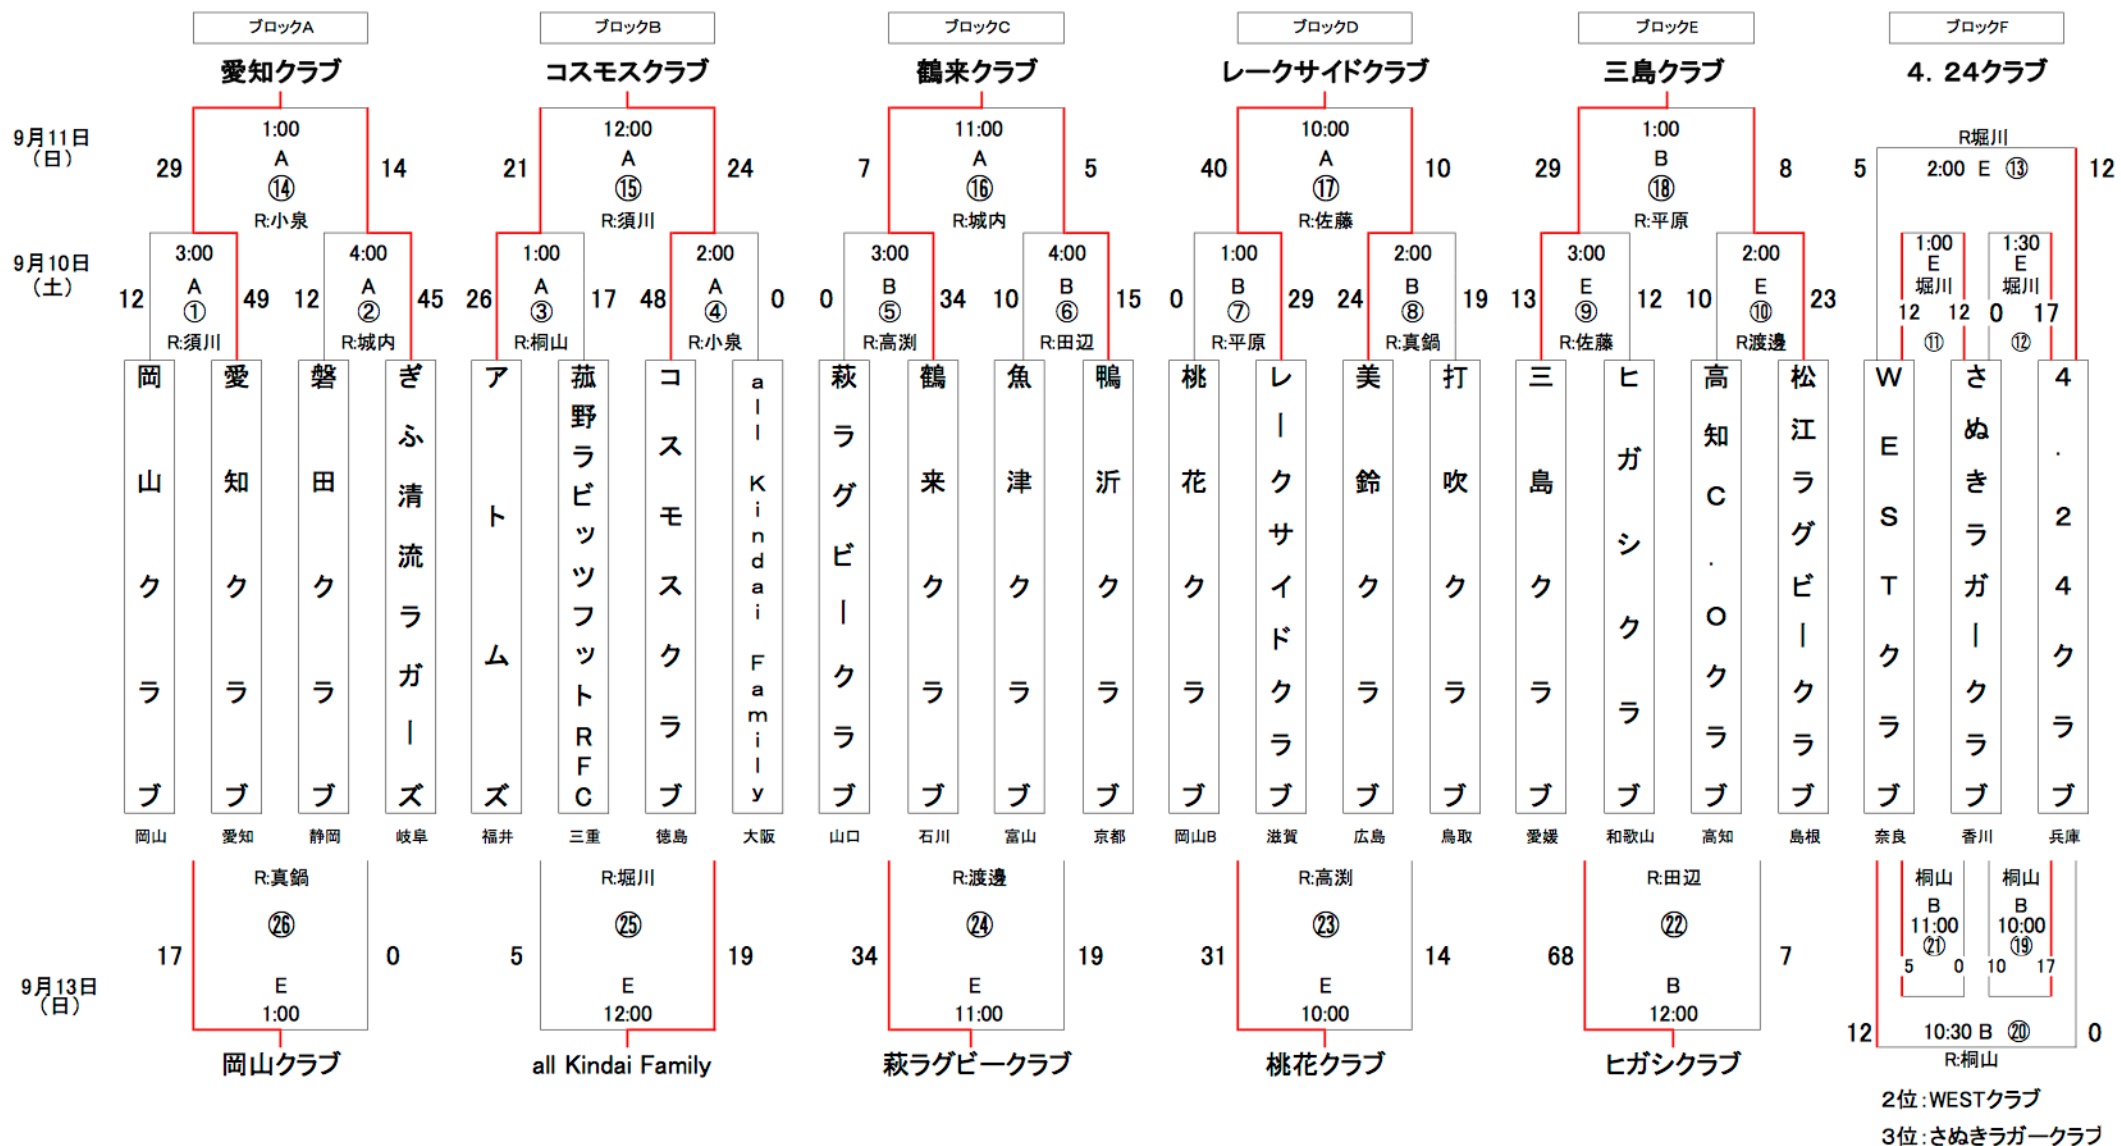 ブロックA ブロックB ブロックC ブロックD ブロックE ブロックF
愛知クラブ コスモスクラブ 鶴来クラブ レークサイドクラブ 三島クラブ 4. 24クラブ
9月11日
（日）
1:00 12:00 11:00 10:00 1:00 R堀川
A A A A B 2:00 E ⑬
29 ⑭ 14 21 ⑮ 24 7 ⑯ 5 40 ⑰ 10 29 ⑱ 8 5 12
R:小泉 R:須川 R:城内 R:佐藤 R:平原
9月10日
（土）
3:00 4:00 1:00 2:00 3:00 4:00 1:00 2:00 3:00 2:00 1:00 1:30
A A A A B B B B E E E E
堀川 堀川
12 ① 49 12 ② 45 26 ③ 17 48 ④ 0 0 ⑤ 34 10 ⑥ 15 0 ⑦ 29 24 ⑧ 19 13 ⑨ 12 10 ⑩ 23 12 12 0 17
R:須川 R:城内 R:桐山 R:小泉 R:高渕 R:田辺 R:平原 R:真鍋 R:佐藤 R:渡邊 ⑪ ⑫
岡山クラブ
愛知クラブ
磐田クラブ
ぎふ清流ラガーズ
アトムズ
菰野ラビッツフットRFC
コスモスクラブ
all Kindai Family
萩ラグビークラブ
鶴来クラブ
魚津クラブ
鴨沂クラブ
桃花クラブ
レークサイドクラブ
美鈴クラブ
打吹クラブ
三島クラブ
ヒガシクラブ
高知C.Oクラブ
松江ラグビークラブ
WESTクラブ
さぬきラガークラブ
4.24クラブ
岡山 愛知 静岡 岐阜 福井 三重 徳島 大阪 山口 石川 富山 京都 岡山B 滋賀 広島 鳥取 愛媛 和歌山 高知 島根 奈良 香川 兵庫
R:真鍋 R:堀川 R:渡邊 R:高渕 R:田辺 桐山 桐山
㉖ ㉕ ㉔ ㉓ ㉒ B B
11:00 10:00
㉑ ⑲
9月13日
（日）
17 0 5 19 34 19 31 14 68 7 5 0 10 17
E E E E B
1:00 12:00 11:00 10:00 12:00 12 10:30 B ⑳ 0
R:桐山
岡山クラブ all Kindai Family 萩ラグビークラブ 桃花クラブ ヒガシクラブ
2位：WESTクラブ
3位：さぬきラガークラブ